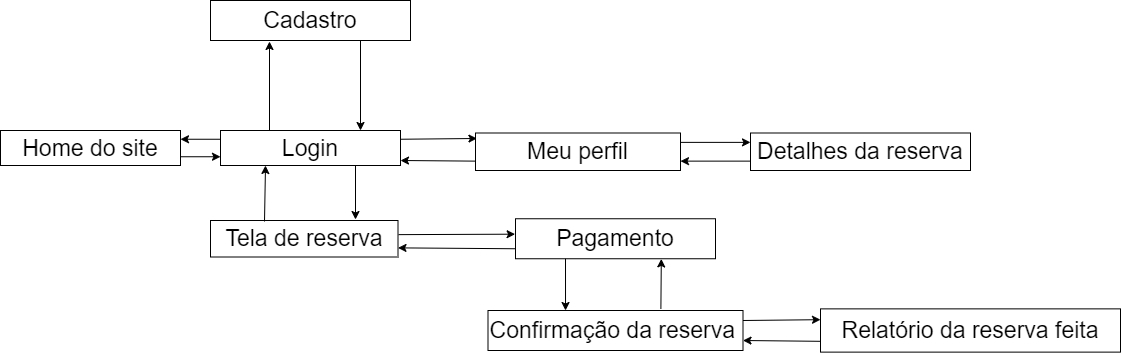 Cadastro
Home do site
Login
Meu perfil
Detalhes da reserva
Tela de reserva
Pagamento
Confirmação da reserva
Relatório da reserva feita